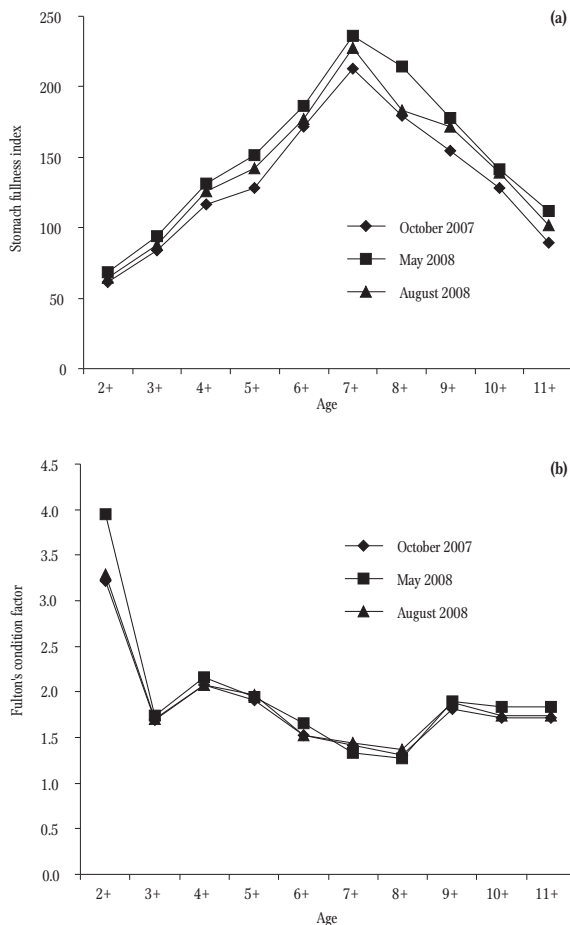 (a)
250
200
150
100
50
0
Stomach fullness index
October 2007
May 2008
August 2008
2+ 3+ 4+ 5+ 6+ 7+ 8+ 9+ 10+ 11+
Age
(b)
4.5
4.0
3.5
3.0
2.5
2.0
1.5
1.0
0.5
0.0
Fulton's condition factor
October 2007
May 2008
August 2008
2+ 3+ 4+ 5+ 6+ 7+ 8+ 9+ 10+ 11+
Age